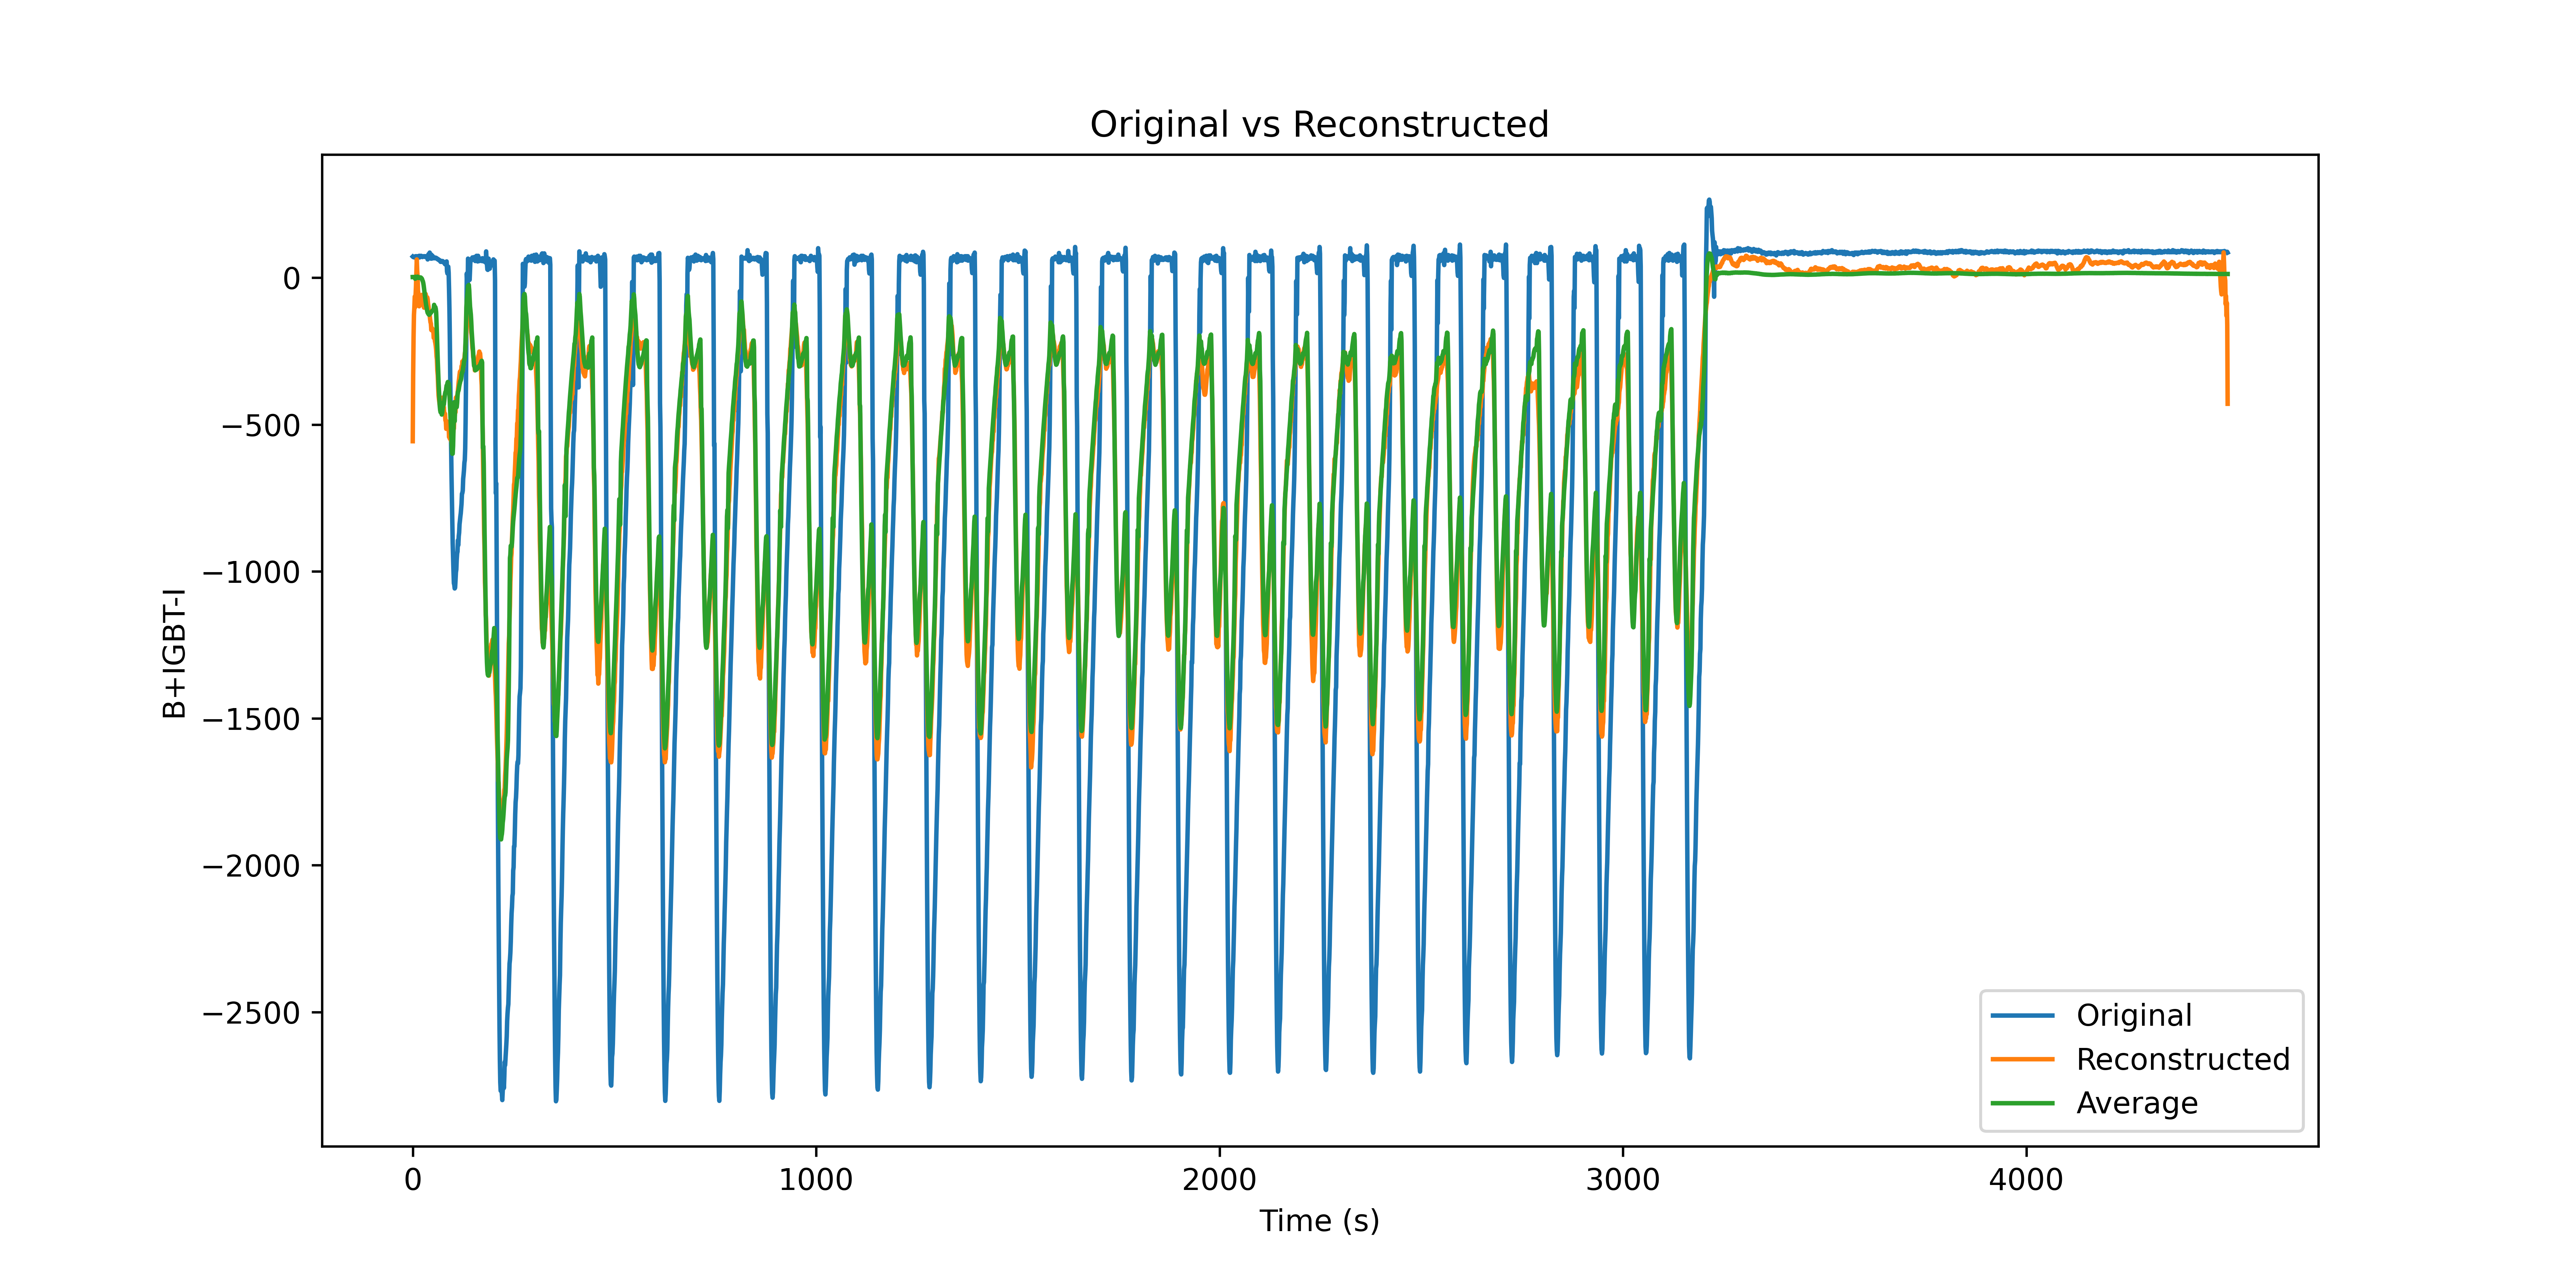 Original vs Reconstructed
B+IGBT-I
0
−500
−1000
−1500
−2000
−2500
0
1000
2000
3000
4000
Time (s)
Original
Reconstructed
Average